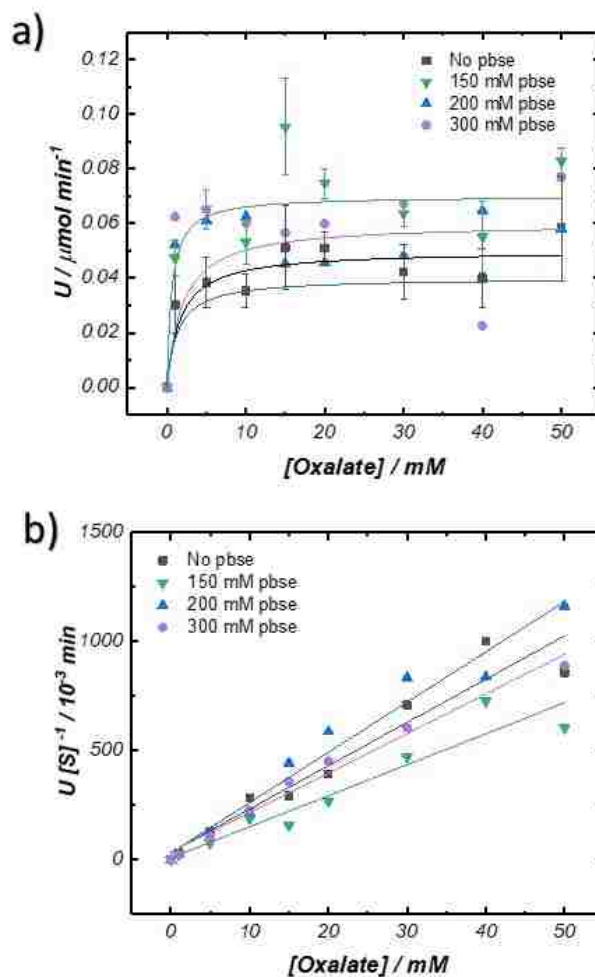 a)
0.12
0.10
0.08
0.06
0.04
0.02
0.00
U / μmol min⁻¹
No pbse
150 mM pbse
200 mM pbse
300 mM pbse
0 10 20 30 40 50
[Oxalate] / mM
b)
1500
1000
500
0
U [S]⁻¹ / 10⁻³ min
No pbse
150 mM pbse
200 mM pbse
300 mM pbse
0 10 20 30 40 50
[Oxalate] / mM